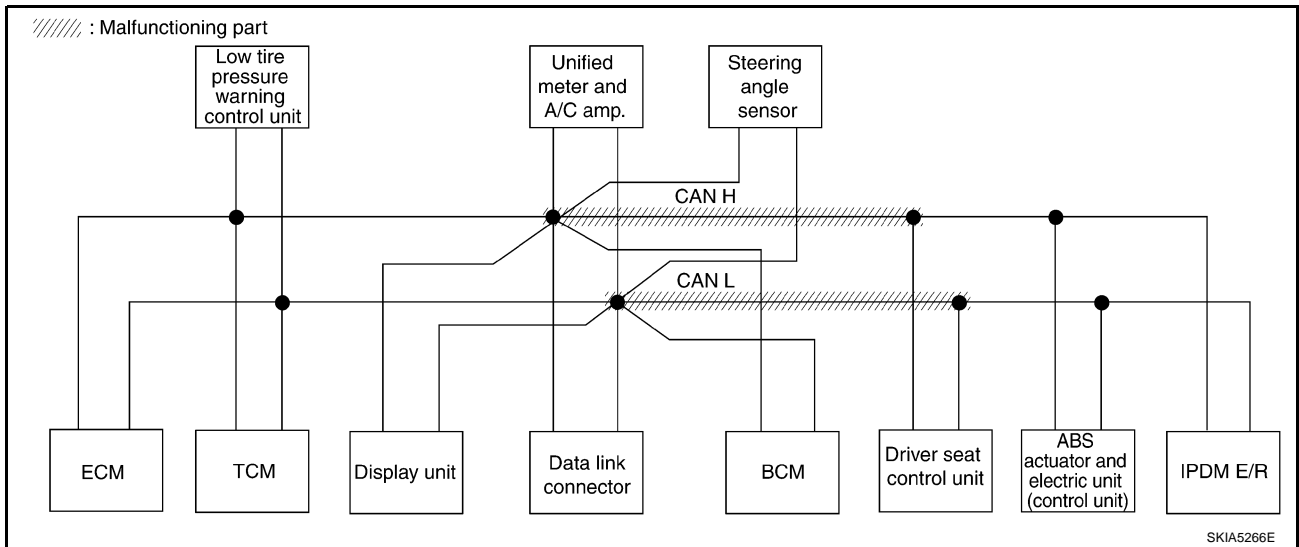 : Malfunctioning part
Low tire
pressure
warning
control unit
Unified
meter and
A/C amp.
Steering
angle
sensor
CAN H
CAN L
ECM
TCM
Display unit
Data link
connector
BCM
Driver seat
control unit
ABS
actuator and
electric unit
(control unit)
IPDM E/R
SKIA5266E